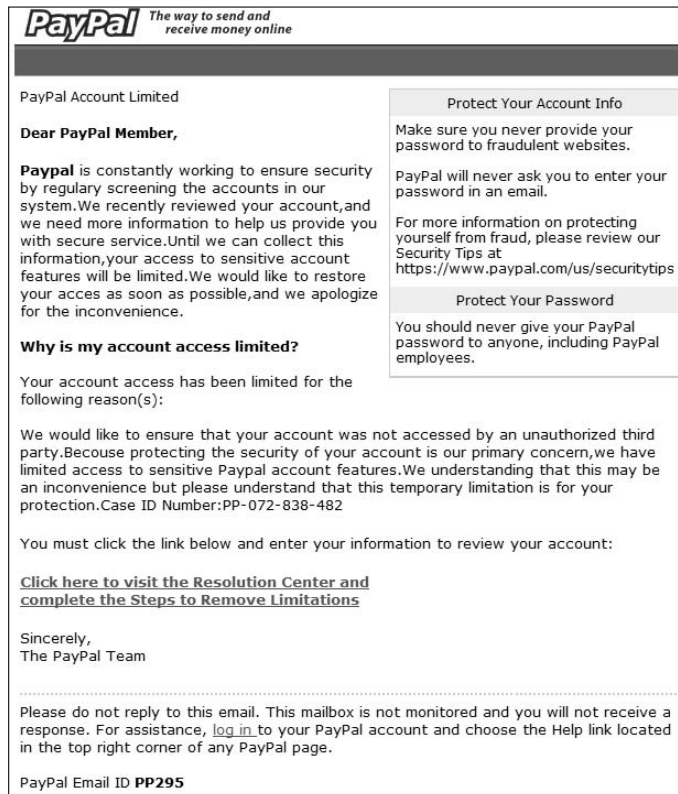 PayPal The way to send and
receive money online
PayPal Account Limited
Dear PayPal Member,
Paypal is constantly working to ensure security
by regulary screening the accounts in our
system.We recently reviewed your account,and
we need more information to help us provide you
with secure service.Until we can collect this
information,your access to sensitive account
features will be limited.We would like to restore
your acces as soon as possible,and we apologize
for the inconvenience.
Why is my account access limited?
Your account access has been limited for the
following reason(s):
Protect Your Account Info
Make sure you never provide your
password to fraudulent websites.
PayPal will never ask you to enter your
password in an email.
For more information on protecting
yourself from fraud, please review our
Security Tips at
https://www.paypal.com/us/securitytips
Protect Your Password
You should never give your PayPal
password to anyone, including PayPal
employees.
We would like to ensure that your account was not accessed by an unauthorized third
party.Becouse protecting the security of your account is our primary concern,we have
limited access to sensitive Paypal account features.We understanding that this may be
an inconvenience but please understand that this temporary limitation is for your
protection.Case ID Number:PP-072-838-482
You must click the link below and enter your information to review your account:
Click here to visit the Resolution Center and
complete the Steps to Remove Limitations
Sincerely,
The PayPal Team
Please do not reply to this email. This mailbox is not monitored and you will not receive a
response. For assistance, log in to your PayPal account and choose the Help link located
in the top right corner of any PayPal page.
PayPal Email ID PP295